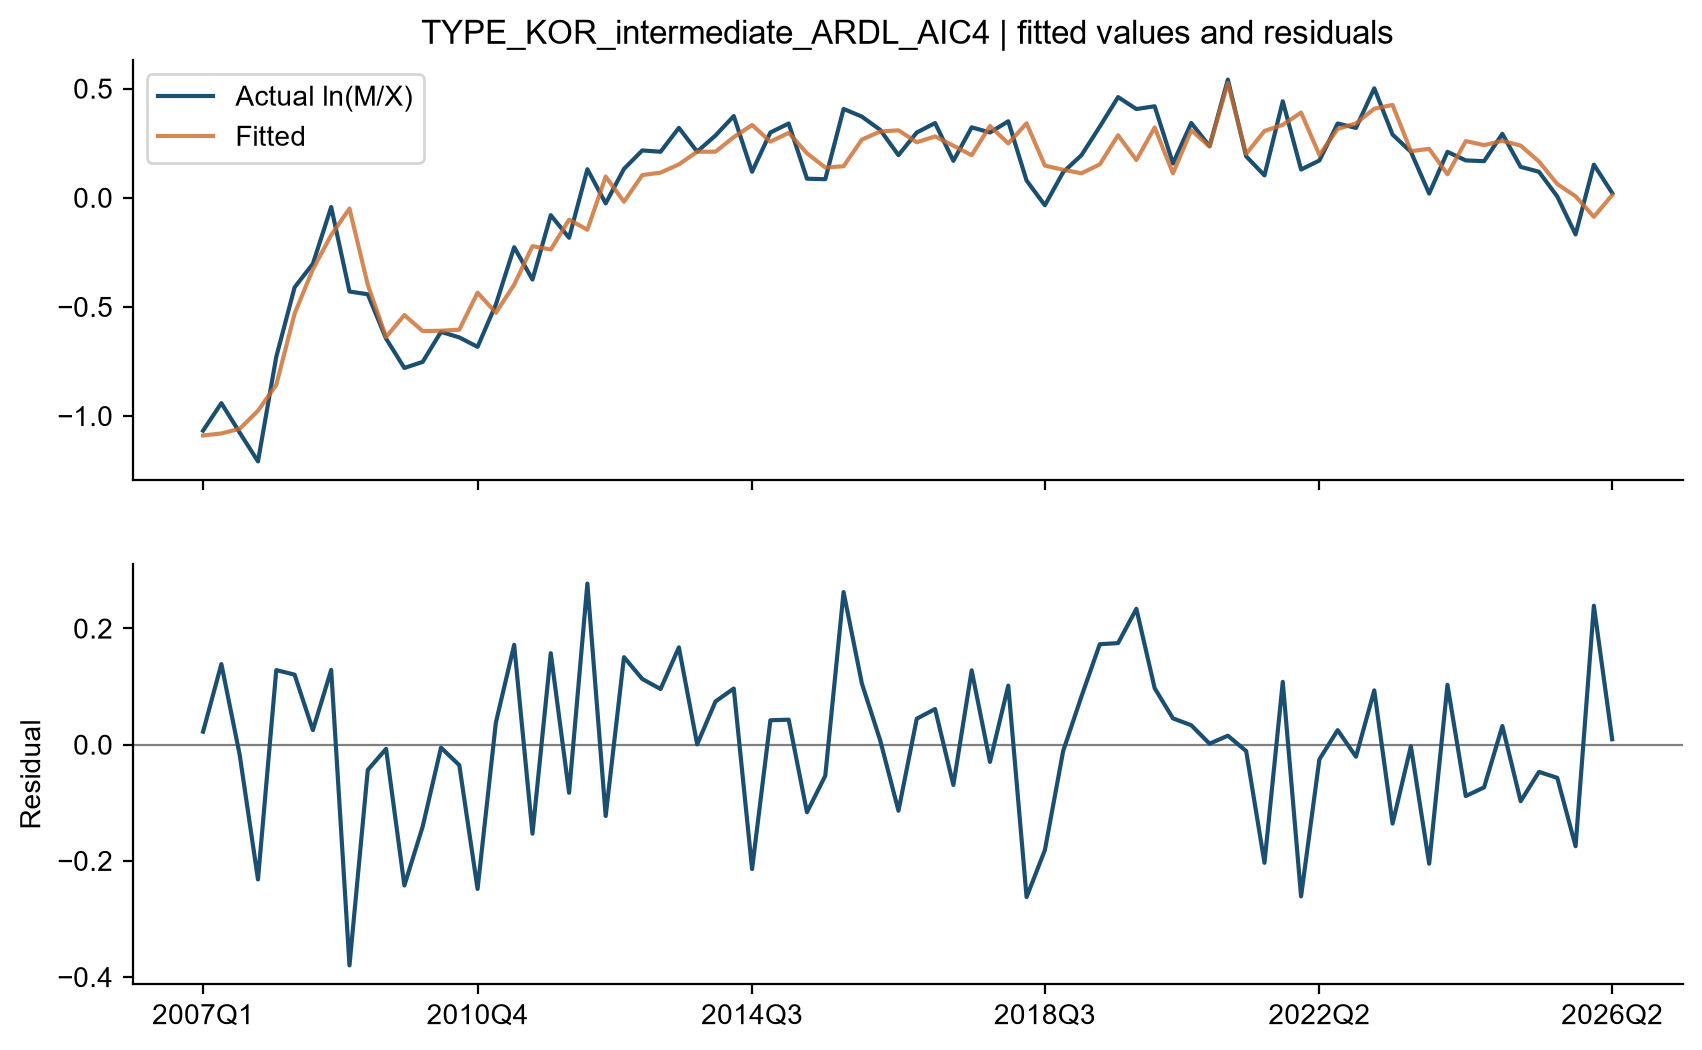 TYPE_KOR_intermediate_ARDL_AIC4 | fitted values and residuals
Actual ln(M/X)
Fitted
0.5
0.0
−0.5
−1.0
Residual
0.2
0.0
−0.2
−0.4
2007Q1 2010Q4 2014Q3 2018Q3 2022Q2 2026Q2